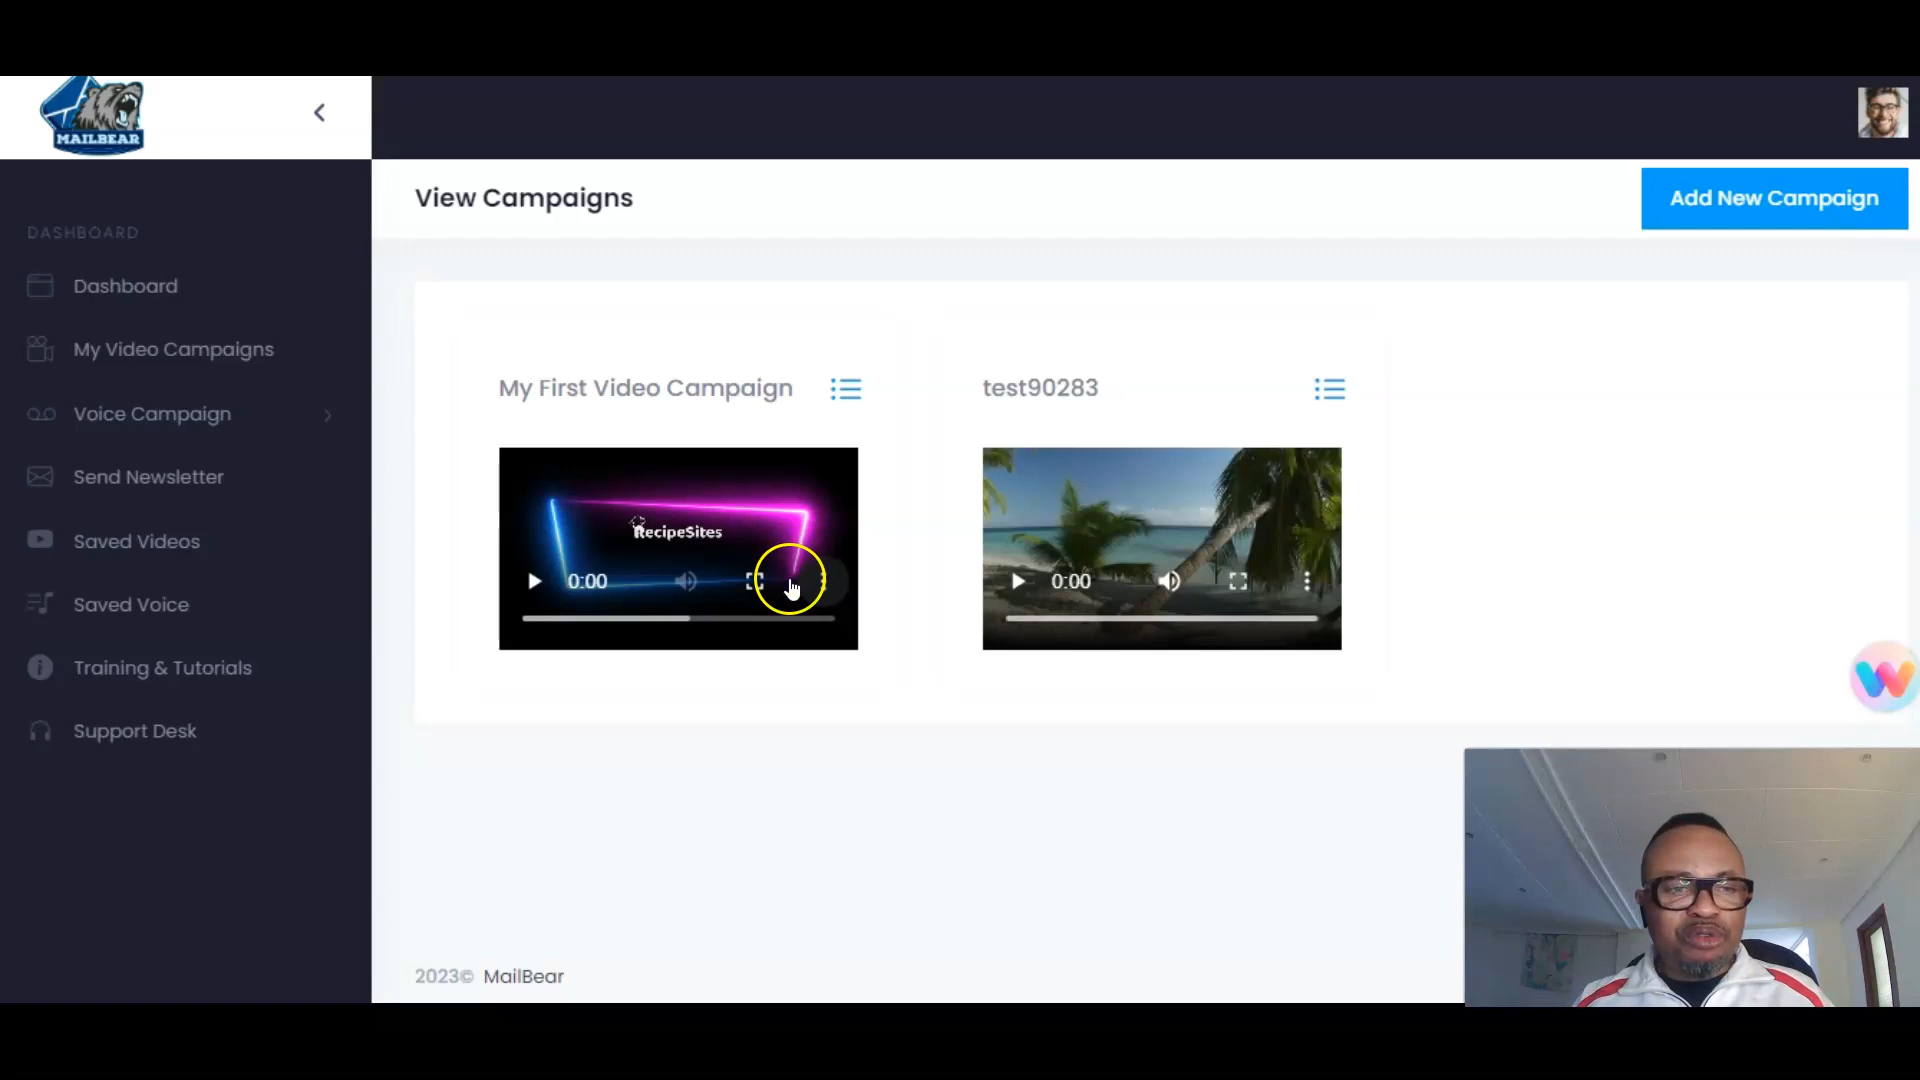 MAILBEAR
View Campaigns
Add New Campaign
DASHBOARD
Dashboard
My Video Campaigns
Voice Campaign
Send Newsletter
Saved Videos
Saved Voice
Training & Tutorials
Support Desk
My First Video Campaign
test90283
RecipeSites
0:00
0:00
2023© MailBear